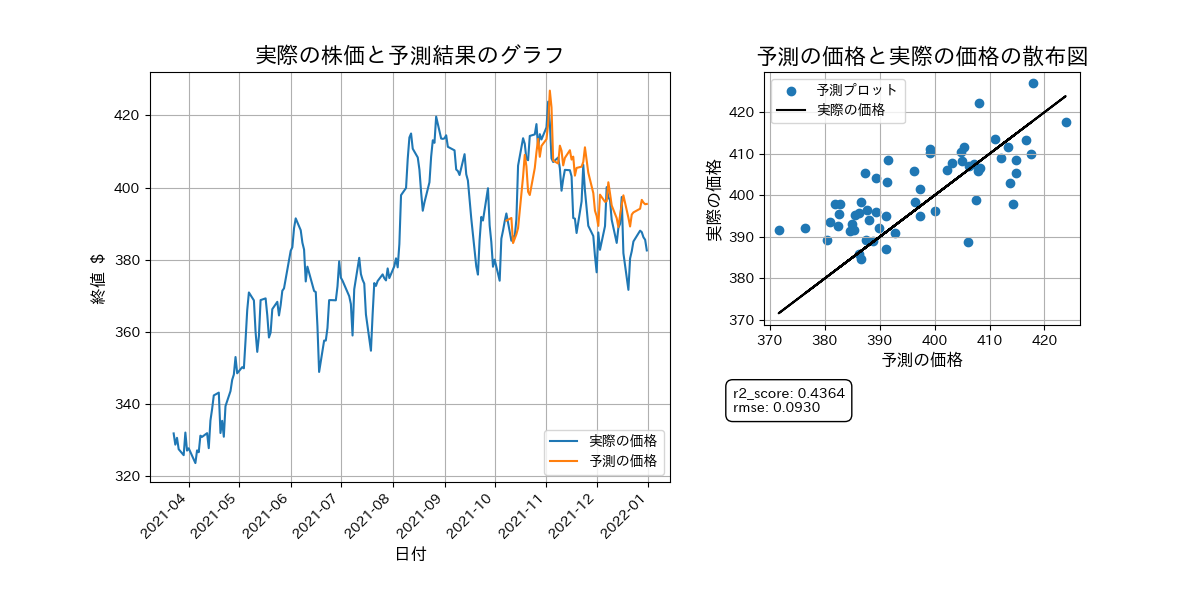 実際の株価と予測結果のグラフ
終値 $
420
400
380
360
340
320
実際の価格
予測の価格
2021-04
2021-05
2021-06
2021-07
2021-08
2021-09
2021-10
2021-11
2021-12
2022-01
日付
予測の価格と実際の価格の散布図
実際の価格
予測プロット
実際の価格
420
410
400
390
380
370
370
380
390
400
410
420
予測の価格
r2_score: 0.4364
rmse: 0.0930